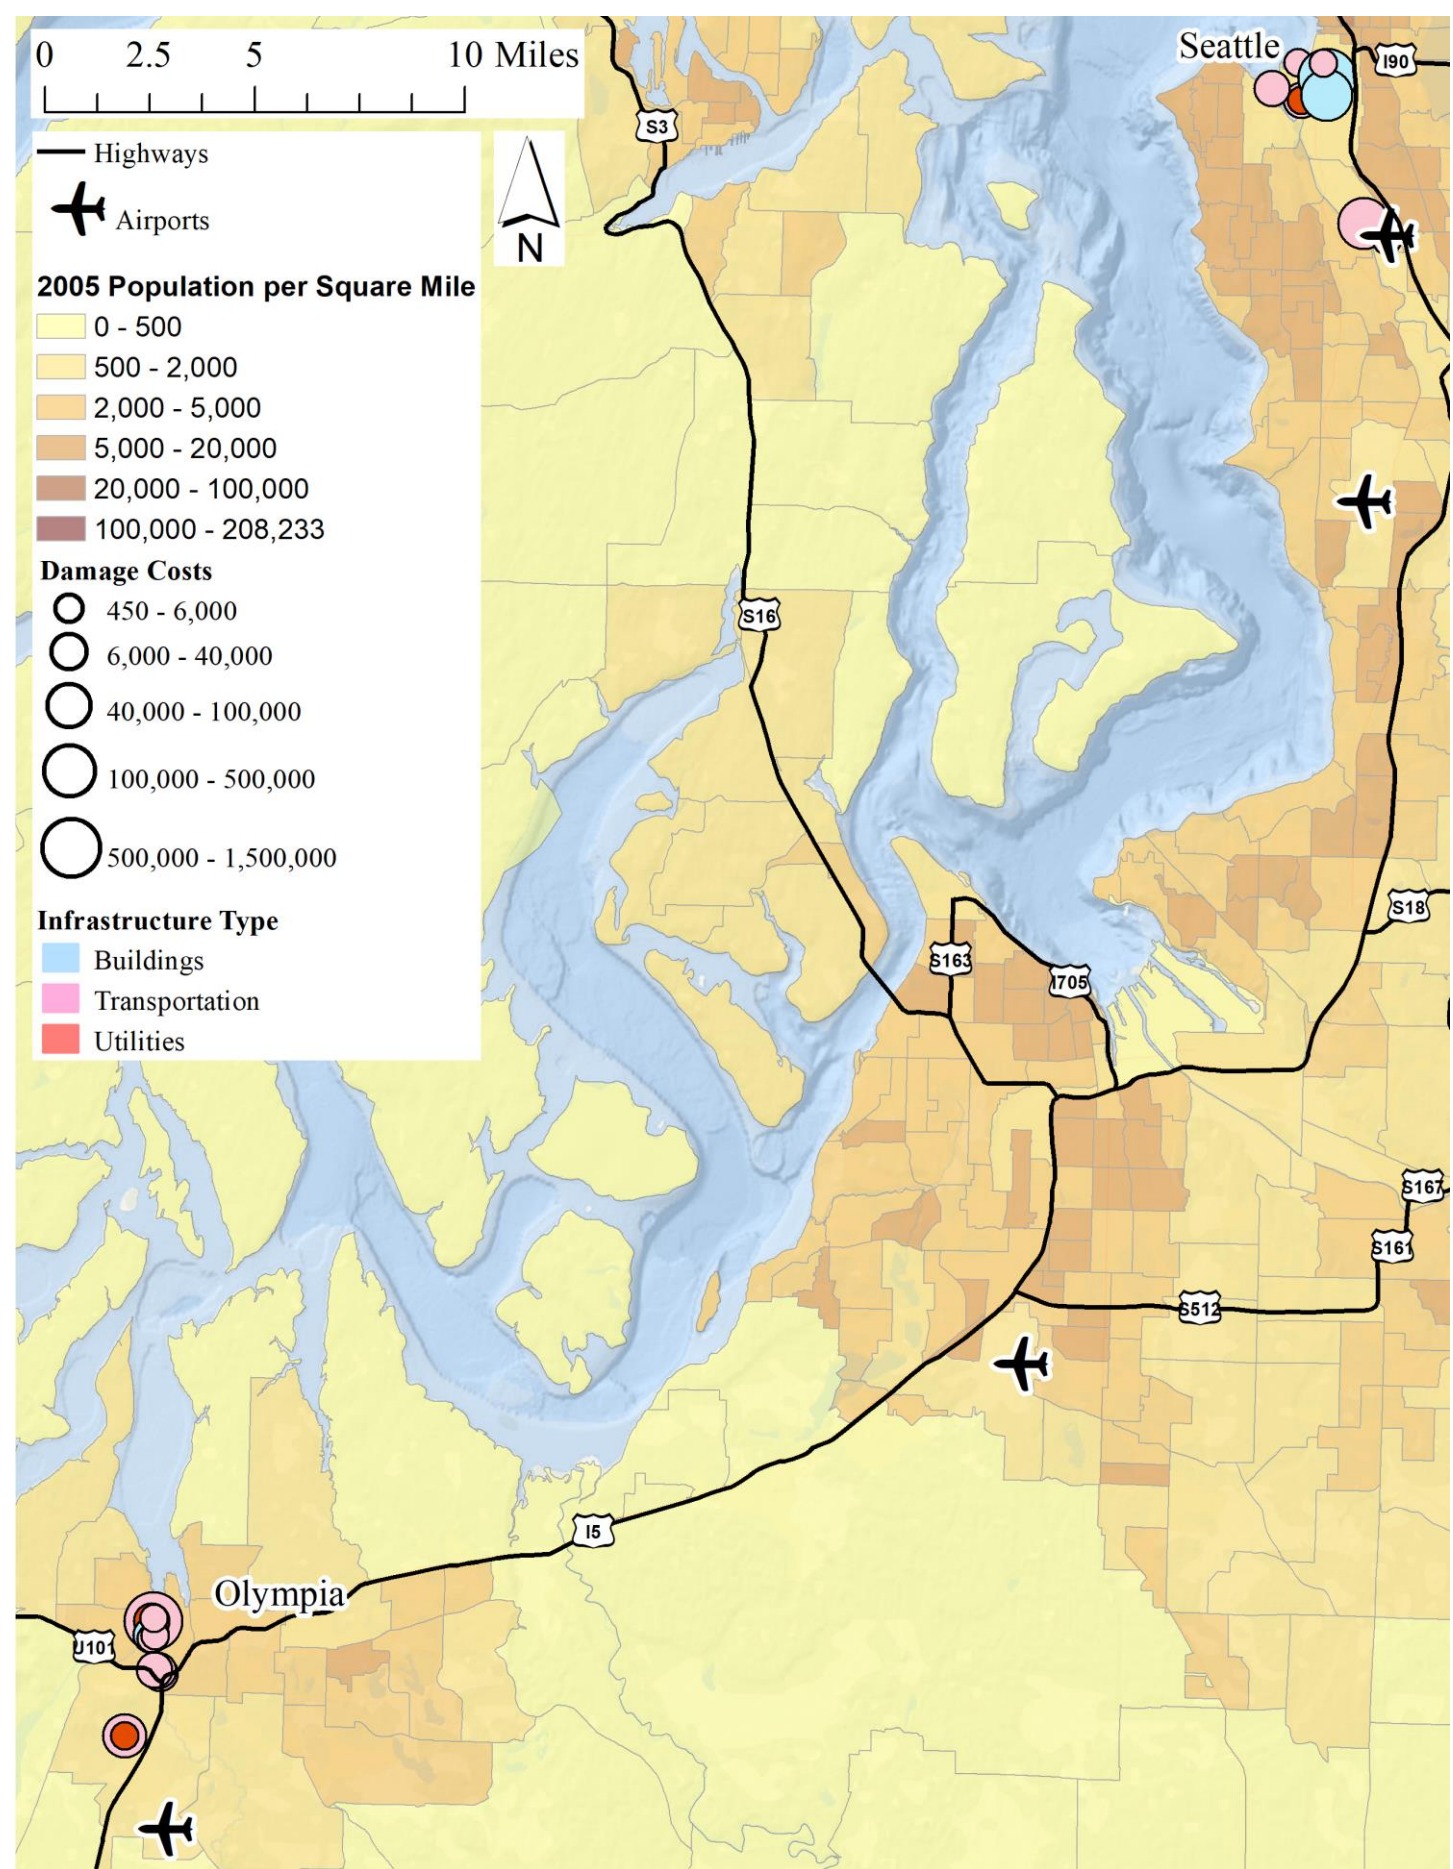 0 2.5 5 10 Miles
Highways
Airports
N
2005 Population per Square Mile
0 - 500
500 - 2,000
2,000 - 5,000
5,000 - 20,000
20,000 - 100,000
100,000 - 208,233
Damage Costs
450 - 6,000
6,000 - 40,000
40,000 - 100,000
100,000 - 500,000
500,000 - 1,500,000
Infrastructure Type
Buildings
Transportation
Utilities
Seattle
I90
S3
S16
S18
S163
I705
S167
S161
S512
I5
Olympia
U101